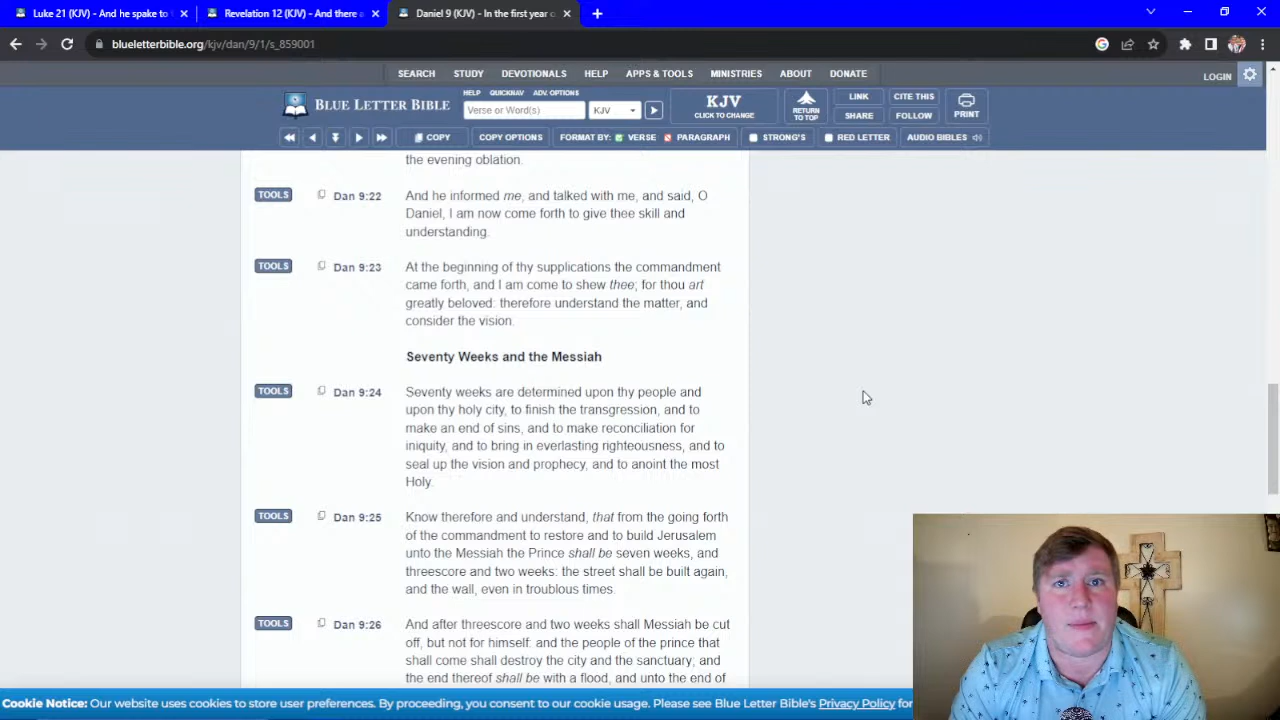 Luke 21 (KJV) - And he spake to
Revelation 12 (KJV) - And there
Daniel 9 (KJV) - In the first year
blueletterbible.org/kjv/dan/9/1/s_859001
SEARCH STUDY DEVOTIONALS HELP APPS & TOOLS MINISTRIES ABOUT DONATE LOGIN
BLUE LETTER BIBLE
HELP QUICKNAV ADV. OPTIONS
Verse or Word(s) KJV
KJV
CLICK TO CHANGE
RETURN
TO TOP
LINK CITE THIS
SHARE FOLLOW
PRINT
COPY COPY OPTIONS FORMAT BY: VERSE PARAGRAPH STRONG'S RED LETTER AUDIO BIBLES
the evening oblation.
TOOLS Dan 9:22 And he informed me, and talked with me, and said, O
Daniel, I am now come forth to give thee skill and
understanding.
TOOLS Dan 9:23 At the beginning of thy supplications the commandment
came forth, and I am come to shew thee; for thou art
greatly beloved: therefore understand the matter, and
consider the vision.
Seventy Weeks and the Messiah
TOOLS Dan 9:24 Seventy weeks are determined upon thy people and
upon thy holy city, to finish the transgression, and to
make an end of sins, and to make reconciliation for
iniquity, and to bring in everlasting righteousness, and to
seal up the vision and prophecy, and to anoint the most
Holy.
TOOLS Dan 9:25 Know therefore and understand, that from the going forth
of the commandment to restore and to build Jerusalem
unto the Messiah the Prince shall be seven weeks, and
threescore and two weeks: the street shall be built again,
and the wall, even in troublous times.
TOOLS Dan 9:26 And after threescore and two weeks shall Messiah be cut
off, but not for himself: and the people of the prince that
shall come shall destroy the city and the sanctuary; and
the end thereof shall be with a flood, and unto the end of
Cookie Notice: Our website uses cookies to store user preferences. By proceeding, you consent to our cookie usage. Please see Blue Letter Bible's Privacy Policy for